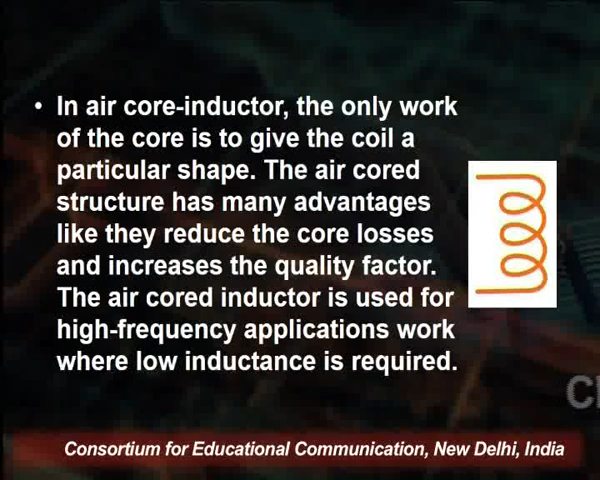 • In air core-inductor, the only work
of the core is to give the coil a
particular shape. The air cored
structure has many advantages
like they reduce the core losses
and increases the quality factor.
The air cored inductor is used for
high-frequency applications work
where low inductance is required.
Consortium for Educational Communication, New Delhi, India